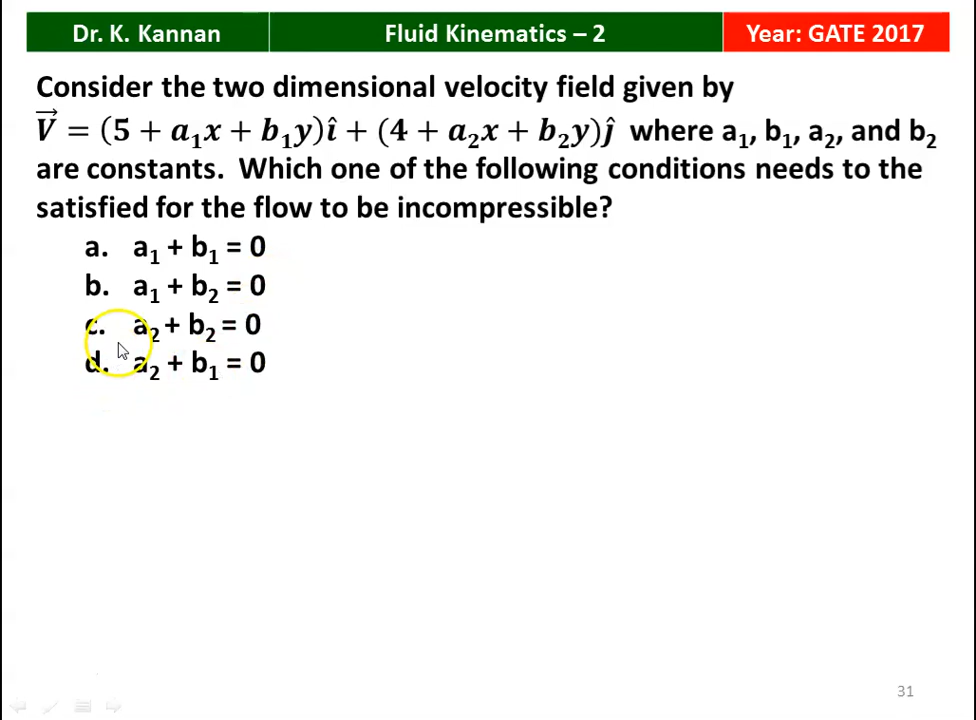 Dr. K. Kannan Fluid Kinematics – 2 Year: GATE 2017
Consider the two dimensional velocity field given by
V⃗ = (5 + a₁x + b₁y)î + (4 + a₂x + b₂y)ĵ where a₁, b₁, a₂, and b₂
are constants. Which one of the following conditions needs to the
satisfied for the flow to be incompressible?
a. a₁ + b₁ = 0
b. a₁ + b₂ = 0
c. a₂ + b₂ = 0
d. a₂ + b₁ = 0
31